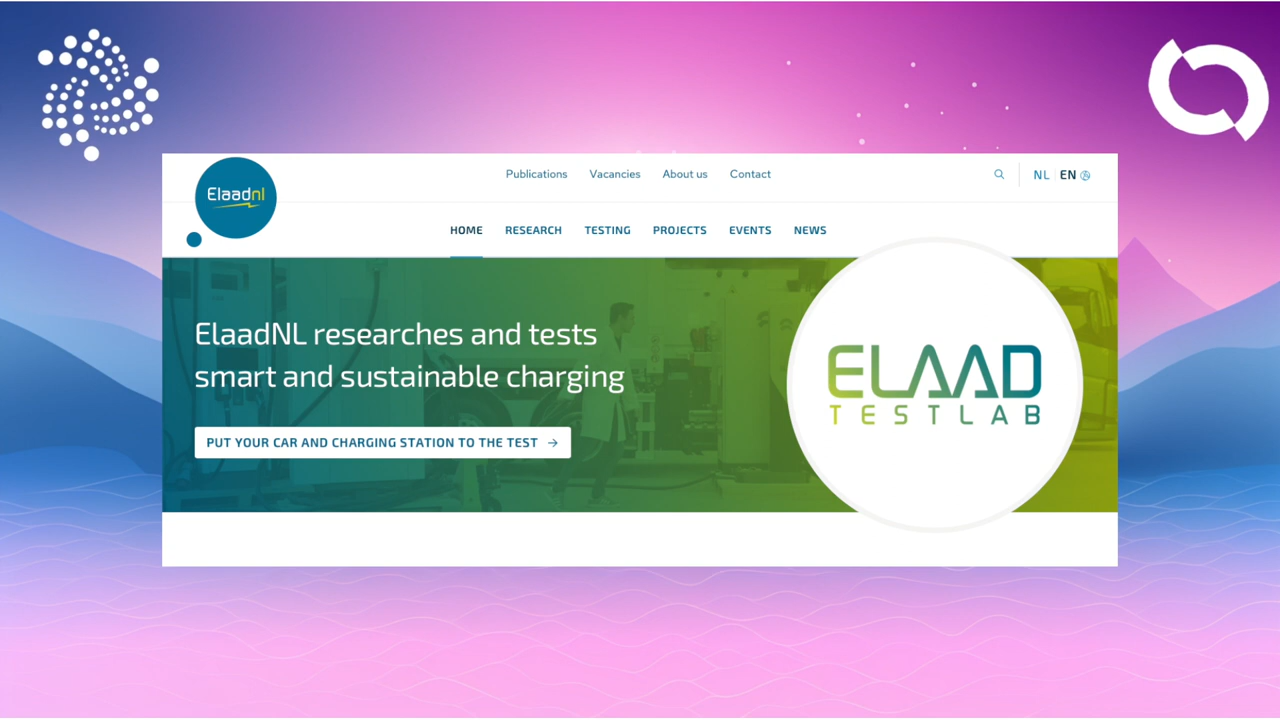 Elaadnl
Publications Vacancies About us Contact
NL EN
HOME RESEARCH TESTING PROJECTS EVENTS NEWS
ElaadNL researches and tests
smart and sustainable charging
PUT YOUR CAR AND CHARGING STATION TO THE TEST →
ELAAD
TESTLAB